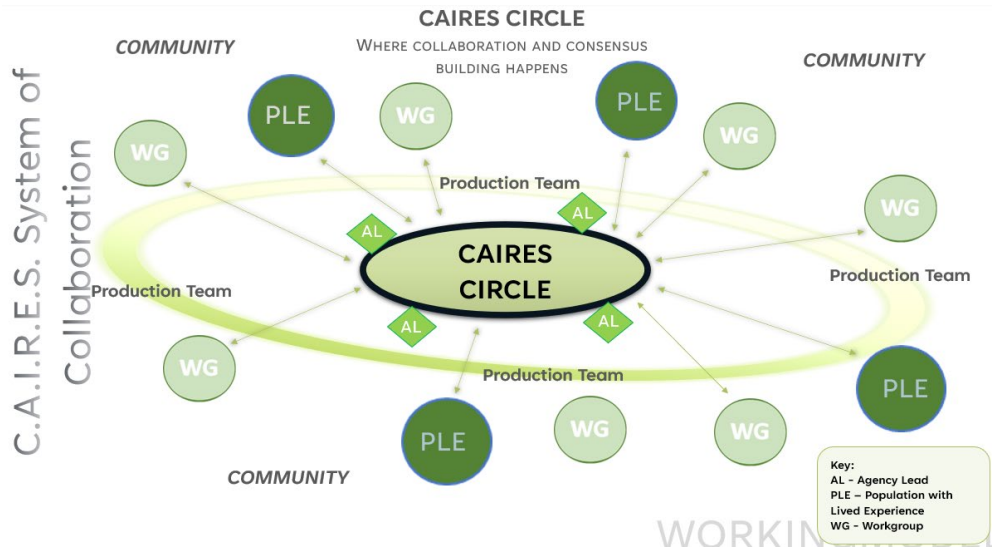 CAIRES CIRCLE
WHERE COLLABORATION AND CONSENSUS
BUILDING HAPPENS
COMMUNITY
COMMUNITY
C.A.I.R.E.S. System of
Collaboration
PLE
WG
PLE
WG
WG
WG
Production Team
AL
AL
CAIRES
CIRCLE
Production Team
Production Team
AL
AL
WG
Production Team
PLE
PLE
WG
WG
COMMUNITY
Key:
AL - Agency Lead
PLE – Population with
Lived Experience
WG - Workgroup